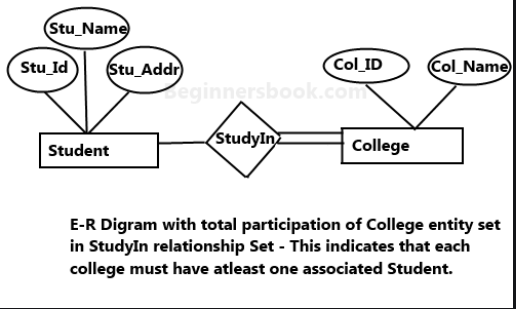 Stu_Name
Stu_Id
Stu_Addr
Col_ID
Col_Name
Beginnersbook.com
Student
StudyIn
College
E-R Digram with total participation of College entity set
in StudyIn relationship Set - This indicates that each
college must have atleast one associated Student.